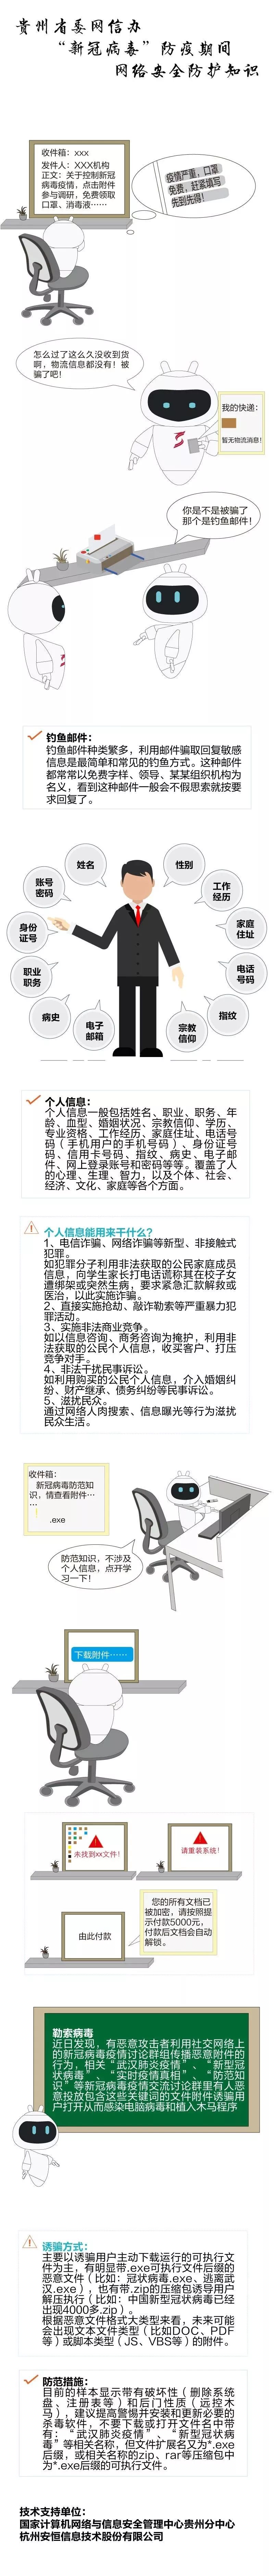 贵州省委网信办
“新冠病毒”防疫期间
网络安全防护知识
收件箱：xxx
发件人：XXX机构
正文：关于控制新冠
病毒疫情，点击附件
参与调研，免费领取
口罩、消毒液……
疫情严重，口罩
免费，赶紧填写
先到先得！
怎么过了这么久没收到货
啊，物流信息都没有！被
骗了吧！
我的快递：
暂无物流消息！
你是不是被骗了
那个是钓鱼邮件！
钓鱼邮件：
钓鱼邮件种类繁多，利用邮件骗取回复敏感
信息是最简单和常见的钓鱼方式。这种邮件
都常常以免费字样、领导、某某组织机构为
名义，看到这种邮件一般会不假思索就按要
求回复了。
姓名
性别
账号
密码
工作
经历
身份
证号
家庭
住址
职业
职务
电话
号码
病史
电子
邮箱
宗教
信仰
指纹
个人信息：
个人信息一般包括姓名、职业、职务、年
龄、血型、婚姻状况、宗教信仰、学历、
专业资格、工作经历、家庭住址、电话号
码（手机用户的手机号码）、身份证号
码、信用卡号码、指纹、病史、电子邮
件、网上登录账号和密码等等。覆盖了人
的心理、生理、智力，以及个体、社会、
经济、文化、家庭等各个方面。
个人信息能用来干什么？
1、电信诈骗、网络诈骗等新型、非接触式
犯罪。
如犯罪分子利用非法获取的公民家庭成员
信息，向学生家长打电话谎称其在校子女
遭绑架或突然生病，要求紧急汇款解救或
医治，以此实施诈骗。
2、直接实施抢劫、敲诈勒索等严重暴力犯
罪活动。
3、实施非法商业竞争。
如以信息咨询、商务咨询为掩护，利用非
法获取的公民个人信息，收买客户、打压
竞争对手。
4、非法干扰民事诉讼。
如利用购买的公民个人信息，介入婚姻纠
纷、财产继承、债务纠纷等民事诉讼。
5、滋扰民众。
通过网络人肉搜索、信息曝光等行为滋扰
民众生活。
收件箱：
新冠病毒防范知
识，情查看附件…
…
.exe
防范知识，不涉及
个人信息，点开学
习一下！
下载附件……
未找到xx文件！
请重装系统！
由此付款
您的所有文档已
被加密，请按照提
示付款5000元，
付款后文档会自动
解锁。
勒索病毒
近日发现，有恶意攻击者利用社交网络上
的新冠病毒疫情讨论群组传播恶意附件的
行为，相关“武汉肺炎疫情”、“新型冠
状病毒”、“实时疫情真相”、“防范知
识”等新冠病毒疫情交流讨论群里有人恶
意投放包含这些关键词的文件附件诱骗用
户打开从而感染电脑病毒和植入木马程序
诱骗方式：
主要以诱骗用户主动下载运行的可执行文
件为主，有明显带.exe可执行文件后缀的
恶意文件（比如：冠状病毒.exe、逃离武
汉.exe），也有带.zip的压缩包诱导用户
解压执行（比如：中国新型冠状病毒已经
出现4000多.zip）。
根据恶意文件格式大类型来看，未来可能
会出现文本文件类型（比如DOC、PDF
等）或脚本类型（JS、VBS等）的附件。
防范措施：
目前的样本显示带有破坏性（删除系统
盘、注册表等）和后门性质（远控木
马），建议提高警惕并安装和更新必要的
杀毒软件，不要下载或打开文件名中带
有：“武汉肺炎疫情”、“新型冠状病
毒”等相关名称，但文件扩展名又为*.exe
后缀，或相关名称的zip、rar等压缩包中
为*.exe后缀的可执行文件。
技术支持单位：
国家计算机网络与信息安全管理中心贵州分中心
杭州安恒信息技术股份有限公司